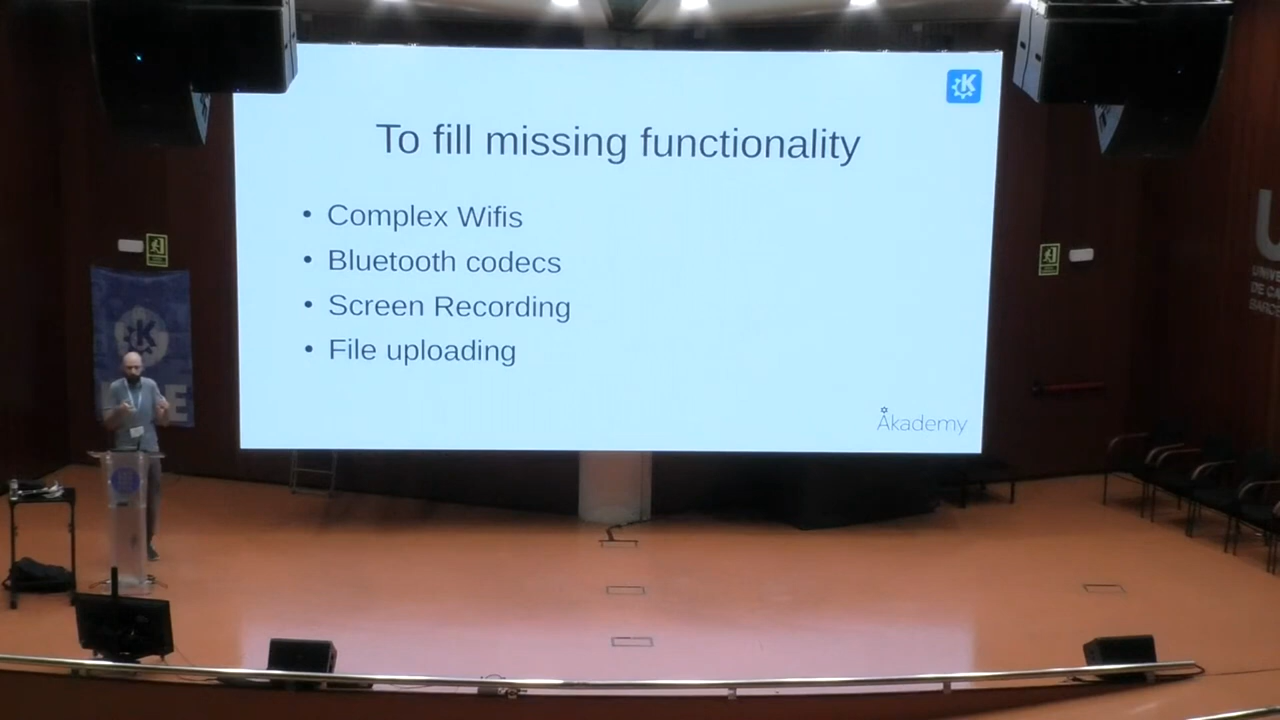 To fill missing functionality
• Complex Wifis
• Bluetooth codecs
• Screen Recording
• File uploading
Akademy
K
K